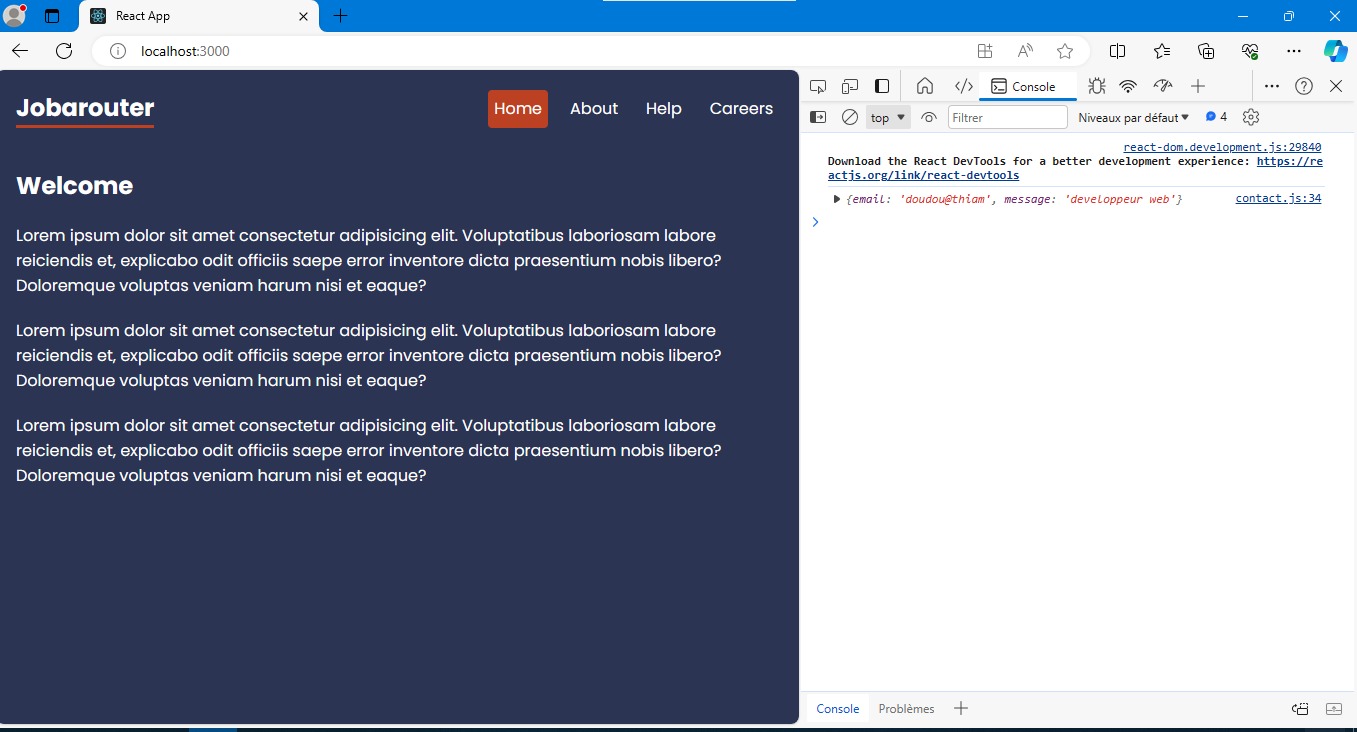 React App
localhost:3000
Jobarouter
Home About Help Careers
Welcome
Lorem ipsum dolor sit amet consectetur adipisicing elit. Voluptatibus laboriosam labore
reiciendis et, explicabo odit officiis saepe error inventore dicta praesentium nobis libero?
Doloremque voluptas veniam harum nisi et eaque?
Lorem ipsum dolor sit amet consectetur adipisicing elit. Voluptatibus laboriosam labore
reiciendis et, explicabo odit officiis saepe error inventore dicta praesentium nobis libero?
Doloremque voluptas veniam harum nisi et eaque?
Lorem ipsum dolor sit amet consectetur adipisicing elit. Voluptatibus laboriosam labore
reiciendis et, explicabo odit officiis saepe error inventore dicta praesentium nobis libero?
Doloremque voluptas veniam harum nisi et eaque?
Console
top Filtrer Niveaux par défaut 4
react-dom.development.js:29840
Download the React DevTools for a better development experience: https://re
actjs.org/link/react-devtools
{email: 'doudou@thiam', message: 'developpeur web'} contact.js:34
Console Problèmes